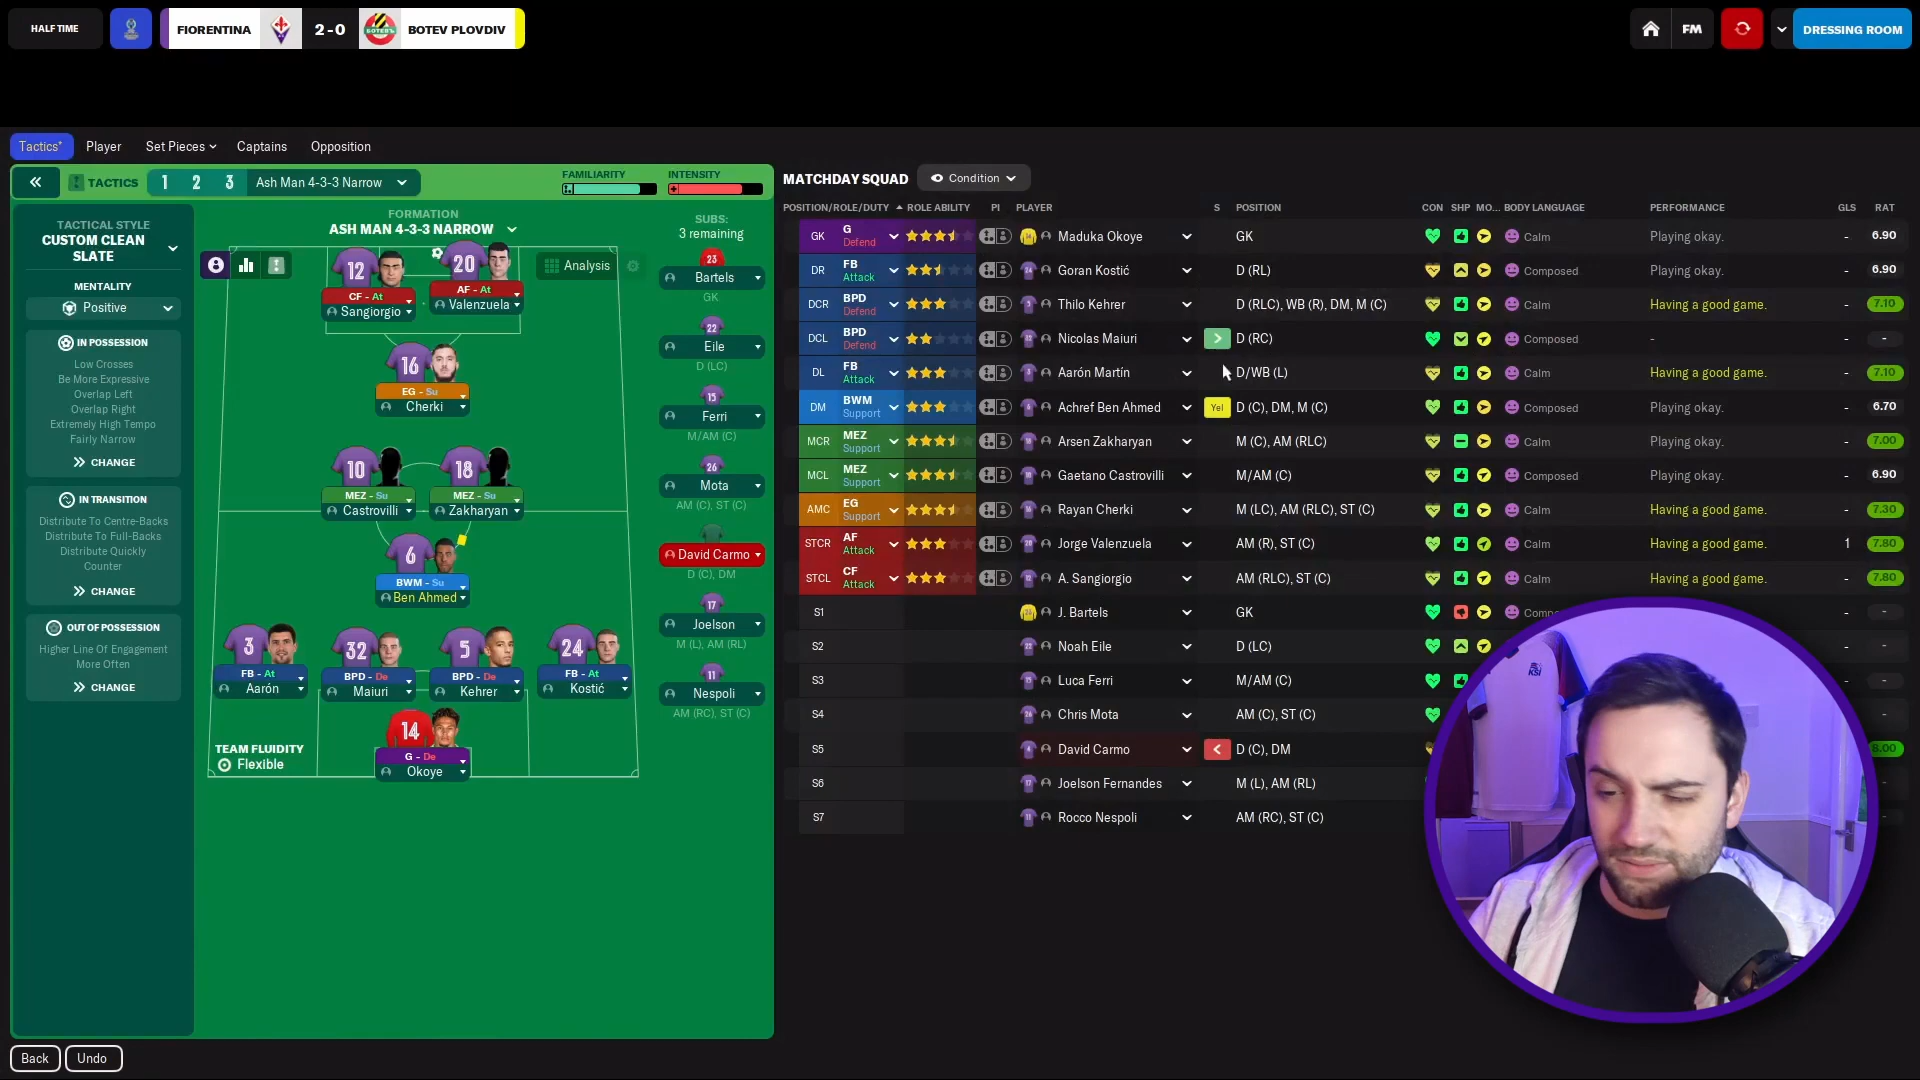 HALF TIME
FIORENTINA
2 - 0
BOTEV PLOVDIV
FM
DRESSING ROOM
Tactics*
Player
Set Pieces
Captains
Opposition
TACTICS
1 2 3
Ash Man 4-3-3 Narrow
FAMILIARITY
INTENSITY
TACTICAL STYLE
CUSTOM CLEAN
SLATE
MENTALITY
Positive
IN POSSESSION
Low Crosses
Be More Expressive
Overlap Left
Overlap Right
Extremely High Tempo
Fairly Narrow
CHANGE
IN TRANSITION
Distribute To Centre-Backs
Distribute To Full-Backs
Distribute Quickly
Counter
CHANGE
OUT OF POSSESSION
Higher Line Of Engagement
More Often
CHANGE
FORMATION
ASH MAN 4-3-3 NARROW
Analysis
12
CF - At
Sangiorgio
20
AF - At
Valenzuela
16
EG - Su
Cherki
10
MEZ - Su
Castrovilli
18
MEZ - Su
Zakharyan
6
BWM - Su
Ben Ahmed
3
FB - At
Aarón
32
BPD - De
Maiuri
5
BPD - De
Kehrer
24
FB - At
Kostić
14
G - De
Okoye
TEAM FLUIDITY
Flexible
SUBS:
3 remaining
23
Bartels
GK
22
Eile
D (LC)
15
Ferri
M/AM (C)
26
Mota
AM (C), ST (C)
David Carmo
D (C), DM
17
Joelson
M (L), AM (RL)
11
Nespoli
AM (RC), ST (C)
Back
Undo
MATCHDAY SQUAD
Condition
POSITION/ROLE/DUTY ROLE ABILITY PI PLAYER S POSITION CON SHP MO... BODY LANGUAGE PERFORMANCE GLS RAT
GK G Defend Maduka Okoye GK Calm Playing okay. - 6.90
DR FB Attack Goran Kostić D (RL) Composed Playing okay. - 6.90
DCR BPD Defend Thilo Kehrer D (RLC), WB (R), DM, M (C) Calm Having a good game. - 7.10
DCL BPD Defend Nicolas Maiuri D (RC) Composed - - -
DL FB Attack Aarón Martín D/WB (L) Calm Having a good game. - 7.10
DM BWM Support Achref Ben Ahmed Yel D (C), DM, M (C) Composed Playing okay. - 6.70
MCR MEZ Support Arsen Zakharyan M (C), AM (RLC) Calm Playing okay. - 7.00
MCL MEZ Support Gaetano Castrovilli M/AM (C) Composed Playing okay. - 6.90
AMC EG Support Rayan Cherki M (LC), AM (RLC), ST (C) Calm Having a good game. - 7.30
STCR AF Attack Jorge Valenzuela AM (R), ST (C) Calm Having a good game. 1 7.80
STCL CF Attack A. Sangiorgio AM (RLC), ST (C) Calm Having a good game. - 7.80
S1 J. Bartels GK - -
S2 Noah Eile D (LC) - -
S3 Luca Ferri M/AM (C) - -
S4 Chris Mota AM (C), ST (C) -
S5 David Carmo D (C), DM 8.00
S6 Joelson Fernandes M (L), AM (RL)
S7 Rocco Nespoli AM (RC), ST (C)
KSI